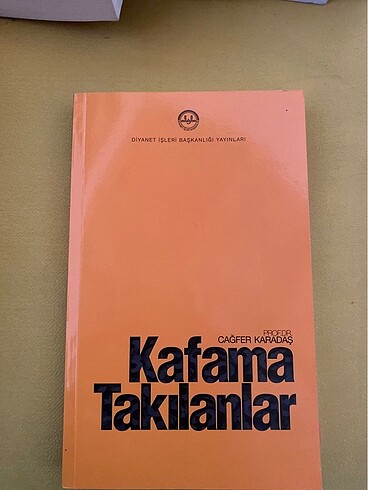 DİYANET İŞLERİ BAŞKANLIĞI YAYINLARI
PROF.DR.
CAĞFER KARADAŞ
Kafama
Takılanlar